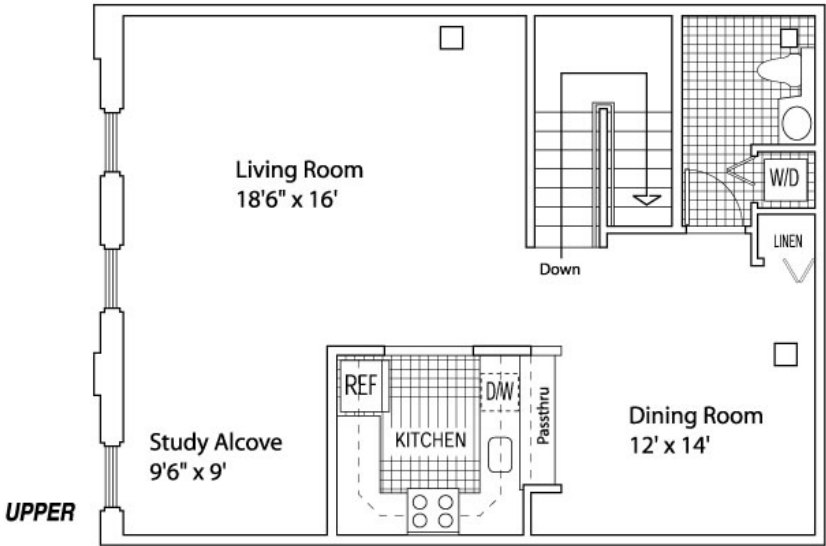 Living Room
18'6" x 16'
W/D
LINEN
Down
REF
D/W
Passthru
KITCHEN
Dining Room
12' x 14'
Study Alcove
9'6" x 9'
UPPER